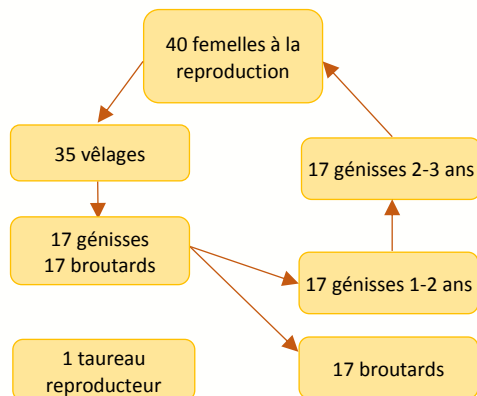 40 femelles à la
reproduction
35 vêlages
17 génisses 2-3 ans
17 génisses
17 broutards
17 génisses 1-2 ans
1 taureau
reproducteur
17 broutards